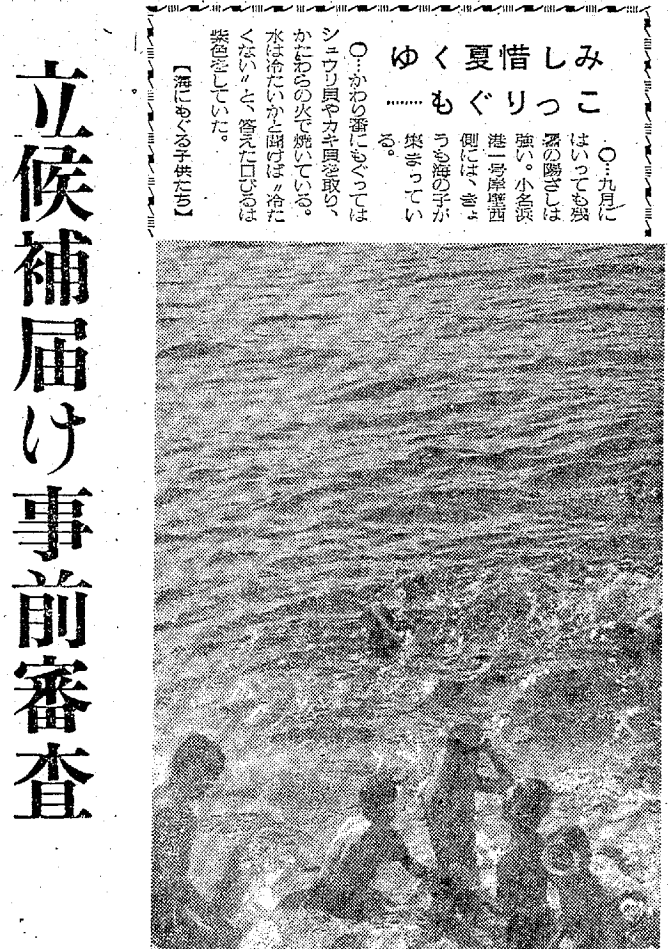 ゆく夏惜しみ
………もぐりっこ
〇…九月に
はいっても残
暑の陽ざしは
強い。小名浜
港一号岸壁西
側には、きょ
うも海の子が
集まってい
る。
〇…かわり番にもぐっては
シュウリ貝やカキ貝を取り、
かたわらの火で焼いている。
水は冷たいかと聞けば〃冷た
くない〃と、答えた口びるは
紫色をしていた。
【海にもぐる子供たち】
立候補届け事前審査